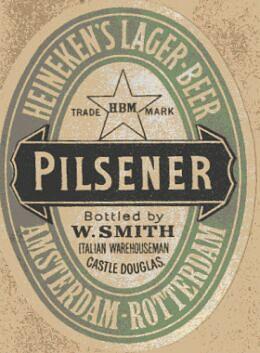 HEINEKEN'S LAGER-BEER
TRADE HBM MARK
PILSENER
Bottled by
W. SMITH
ITALIAN WAREHOUSEMAN
CASTLE DOUGLAS.
AMSTERDAM-ROTTERDAM